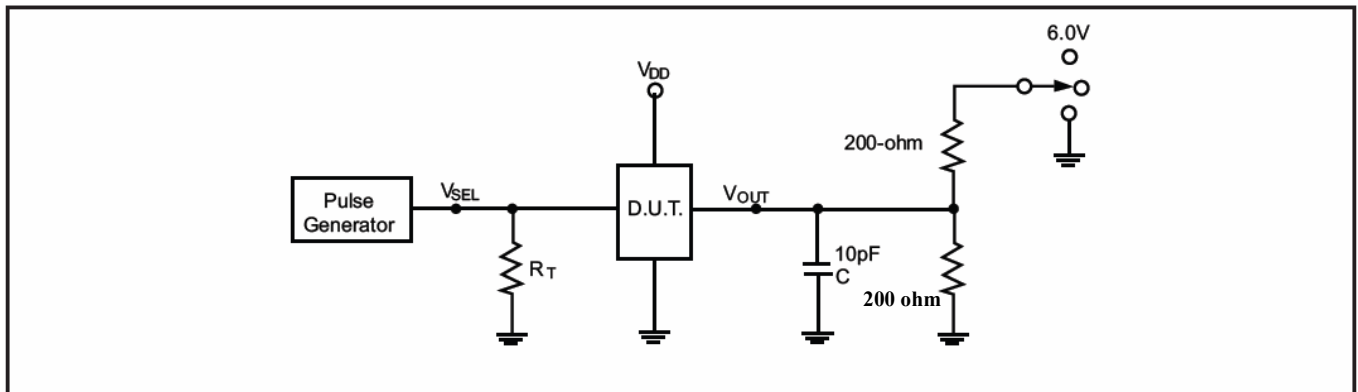 6.0V
VDD
200-ohm
Pulse
Generator
VSEL
D.U.T.
VOUT
RT
10pF
C
200 ohm